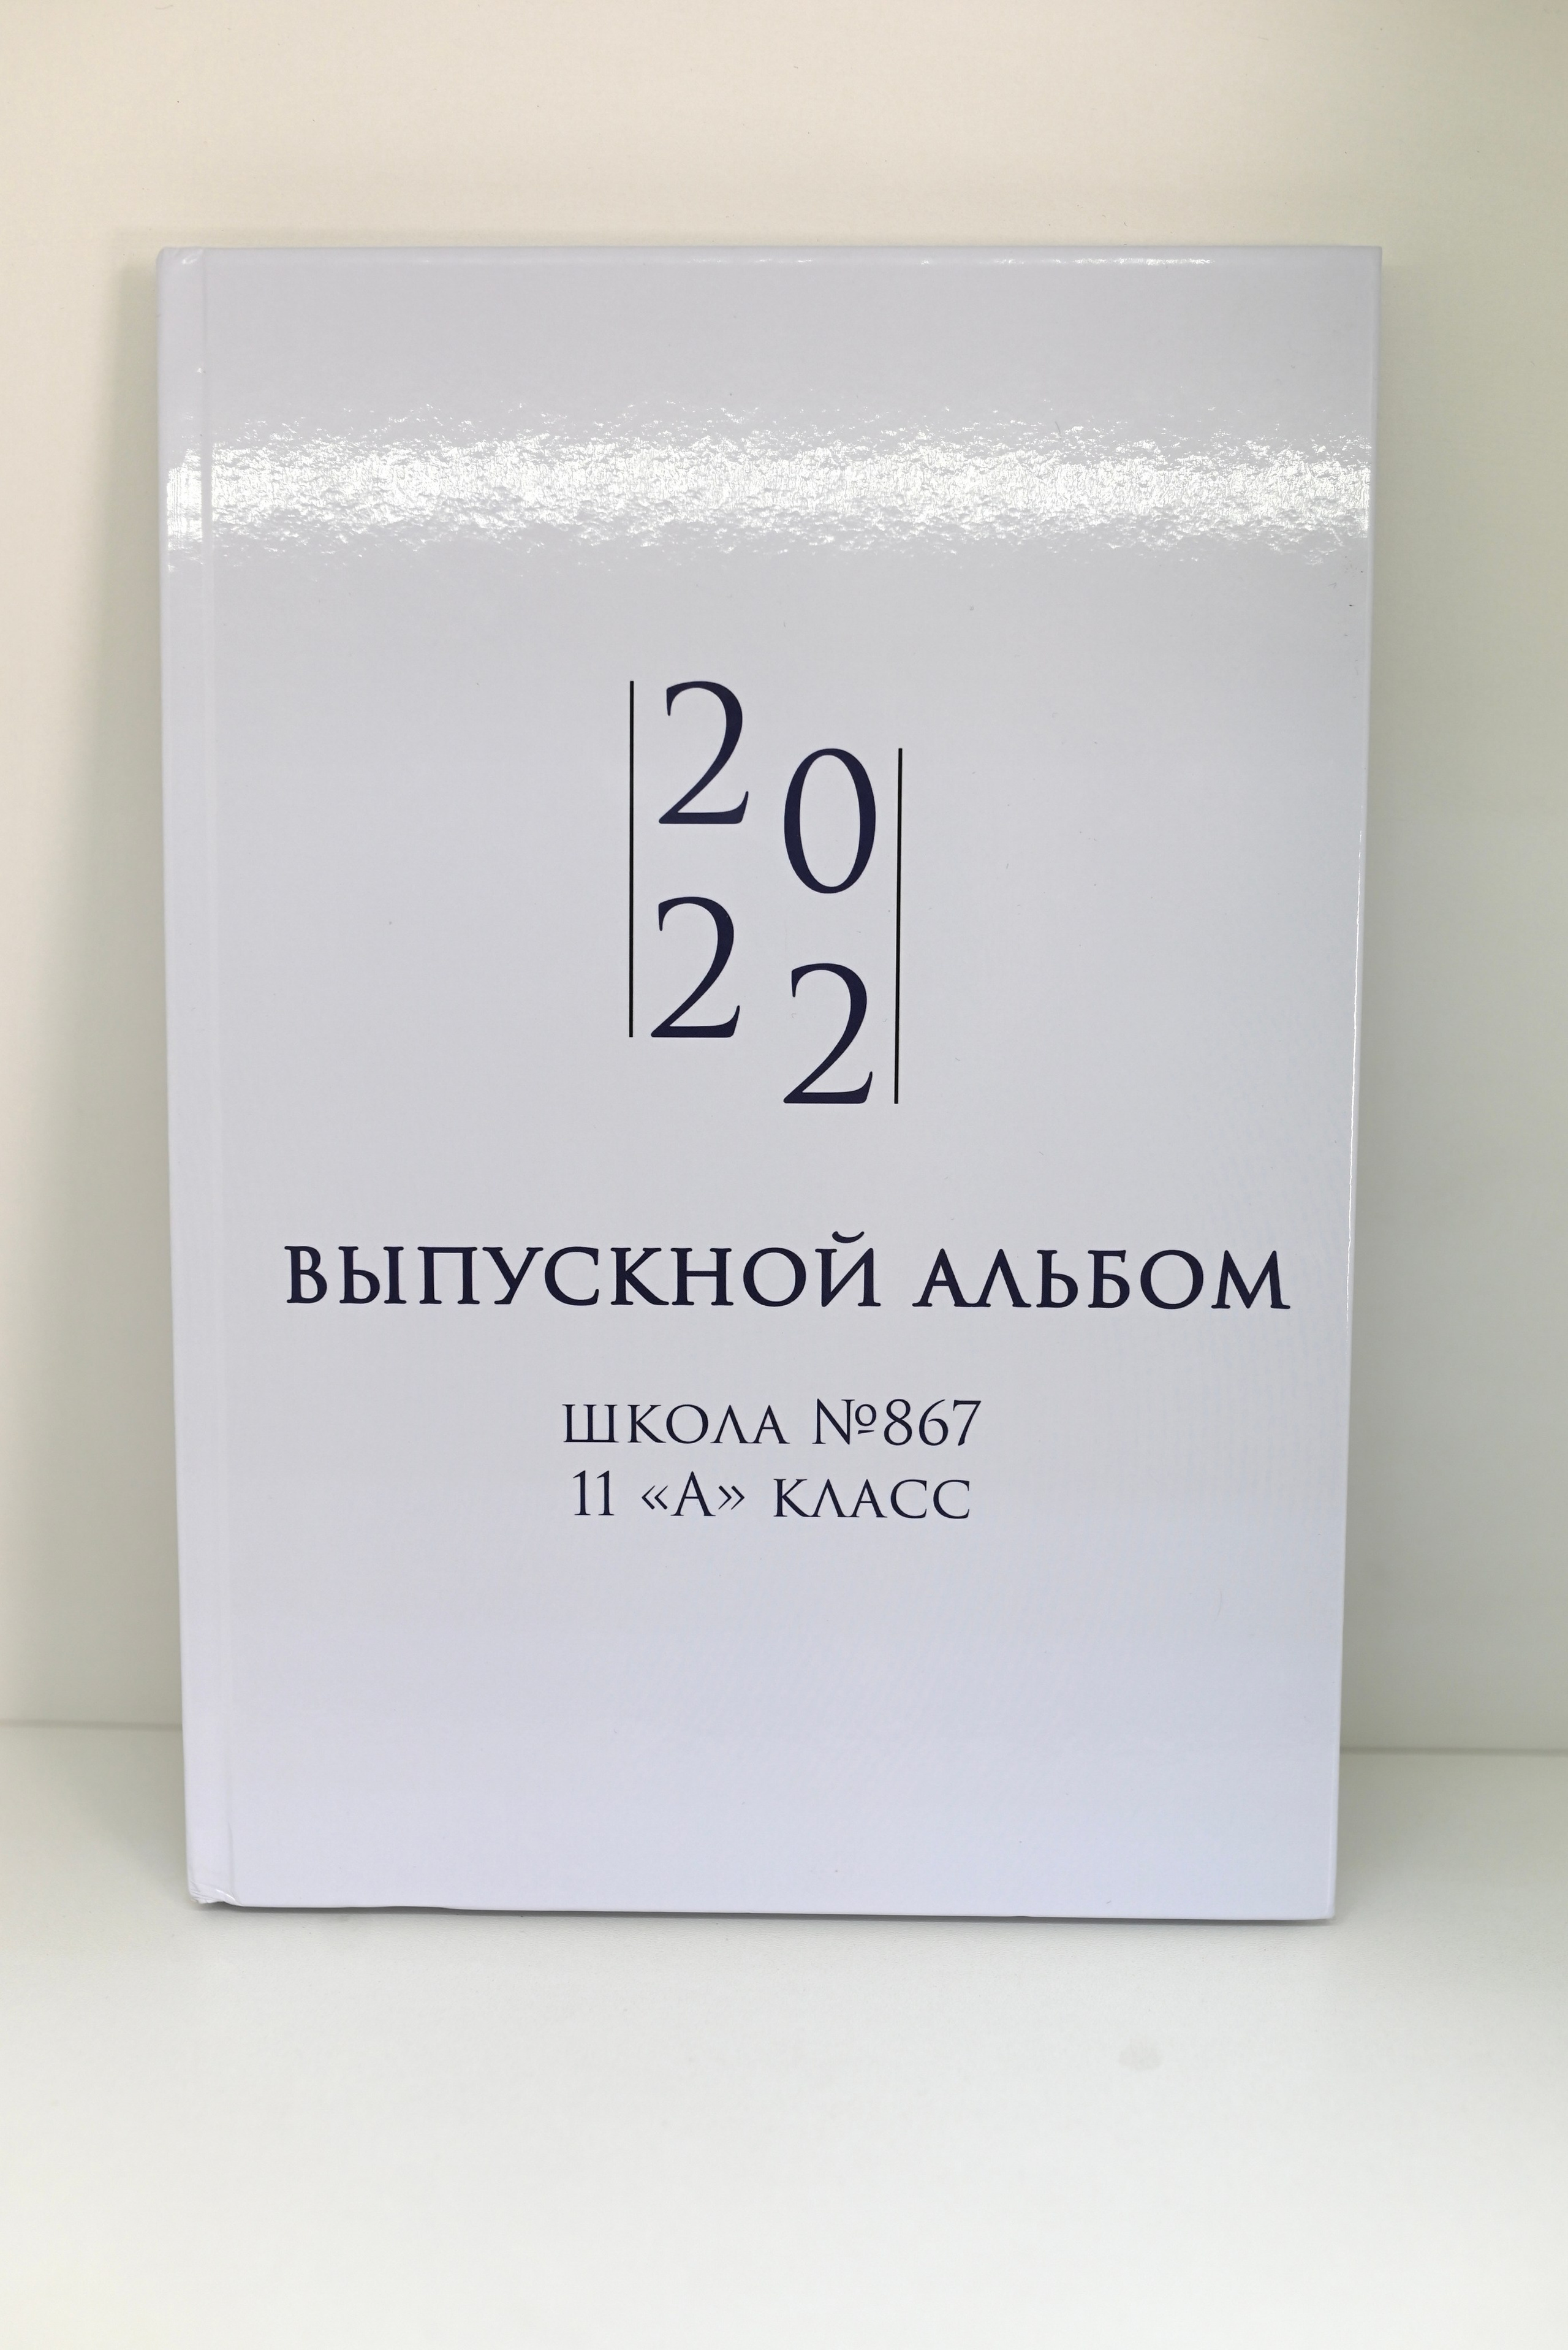 20
22
ВЫПУСКНОЙ АЛЬБОМ
ШКОЛА №867
11 «А» КЛАСС